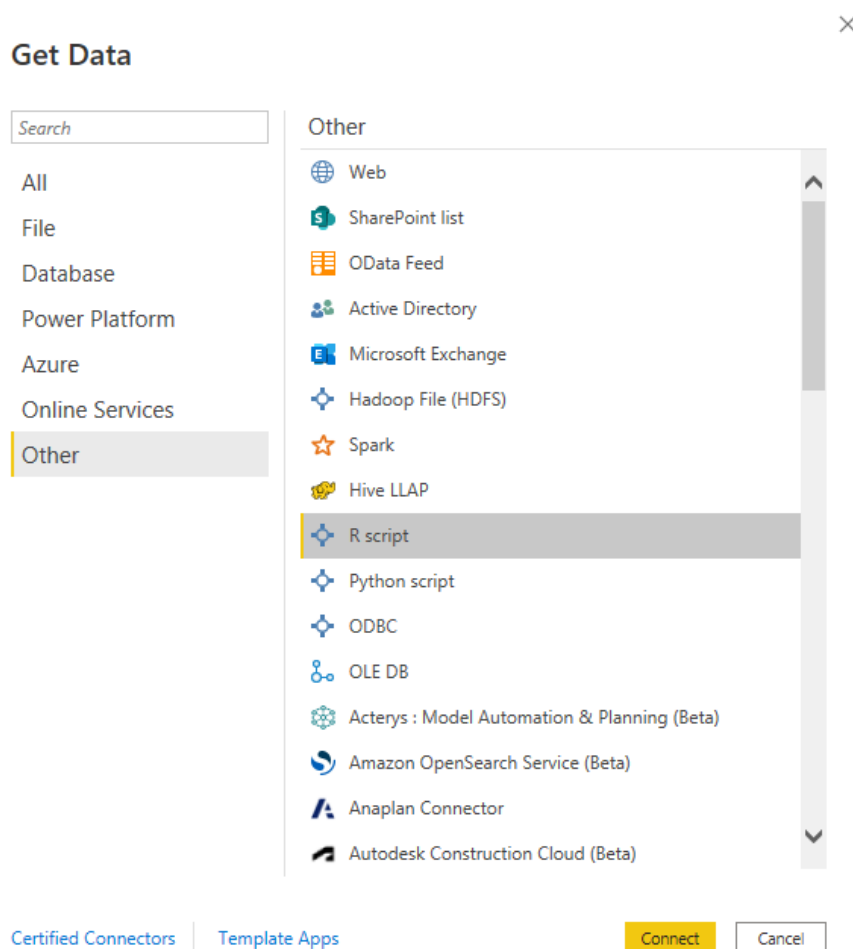 Get Data
Search
All
File
Database
Power Platform
Azure
Online Services
Other
Other
Web
SharePoint list
OData Feed
Active Directory
Microsoft Exchange
Hadoop File (HDFS)
Spark
Hive LLAP
R script
Python script
ODBC
OLE DB
Acterys : Model Automation & Planning (Beta)
Amazon OpenSearch Service (Beta)
Anaplan Connector
Autodesk Construction Cloud (Beta)
Certified Connectors
Template Apps
Connect
Cancel